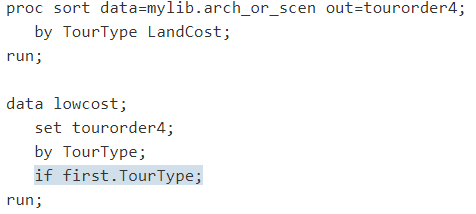 proc sort data=mylib.arch_or_scen out=tourorder4;
   by TourType LandCost;
run;

data lowcost;
   set tourorder4;
   by TourType;
   if first.TourType;
run;